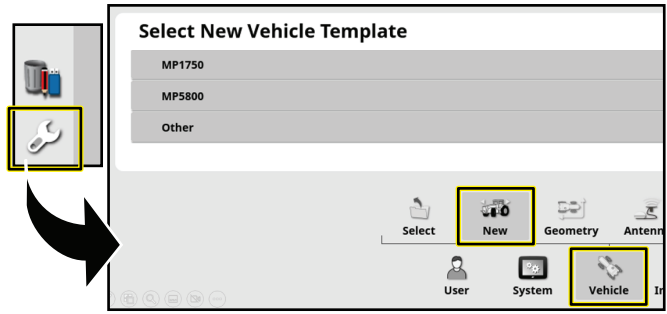 Select New Vehicle Template
MP1750
MP5800
Other
Select New Geometry
User System Vehicle